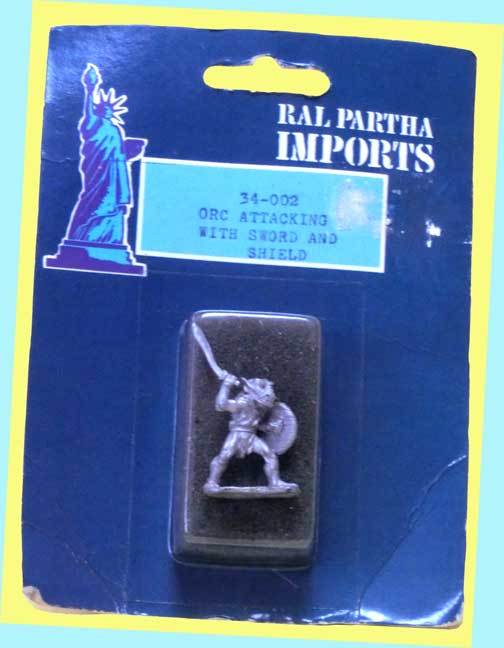 RAL PARTHA
IMPORTS
34-002
ORC ATTACKING
WITH SWORD AND
SHIELD